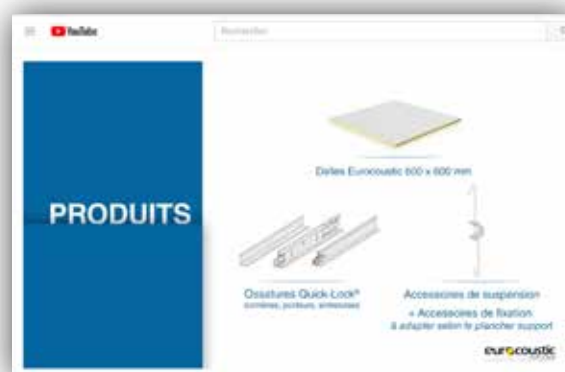 YouTube
Rechercher
Dalles Eurocoustic 600 x 600 mm
PRODUITS
Ossatures Quick-Lock®
cornières, porteurs, entretoises
Accessoires de suspension
+ Accessoires de fixation
à adapter selon le plancher support
eurocoustic